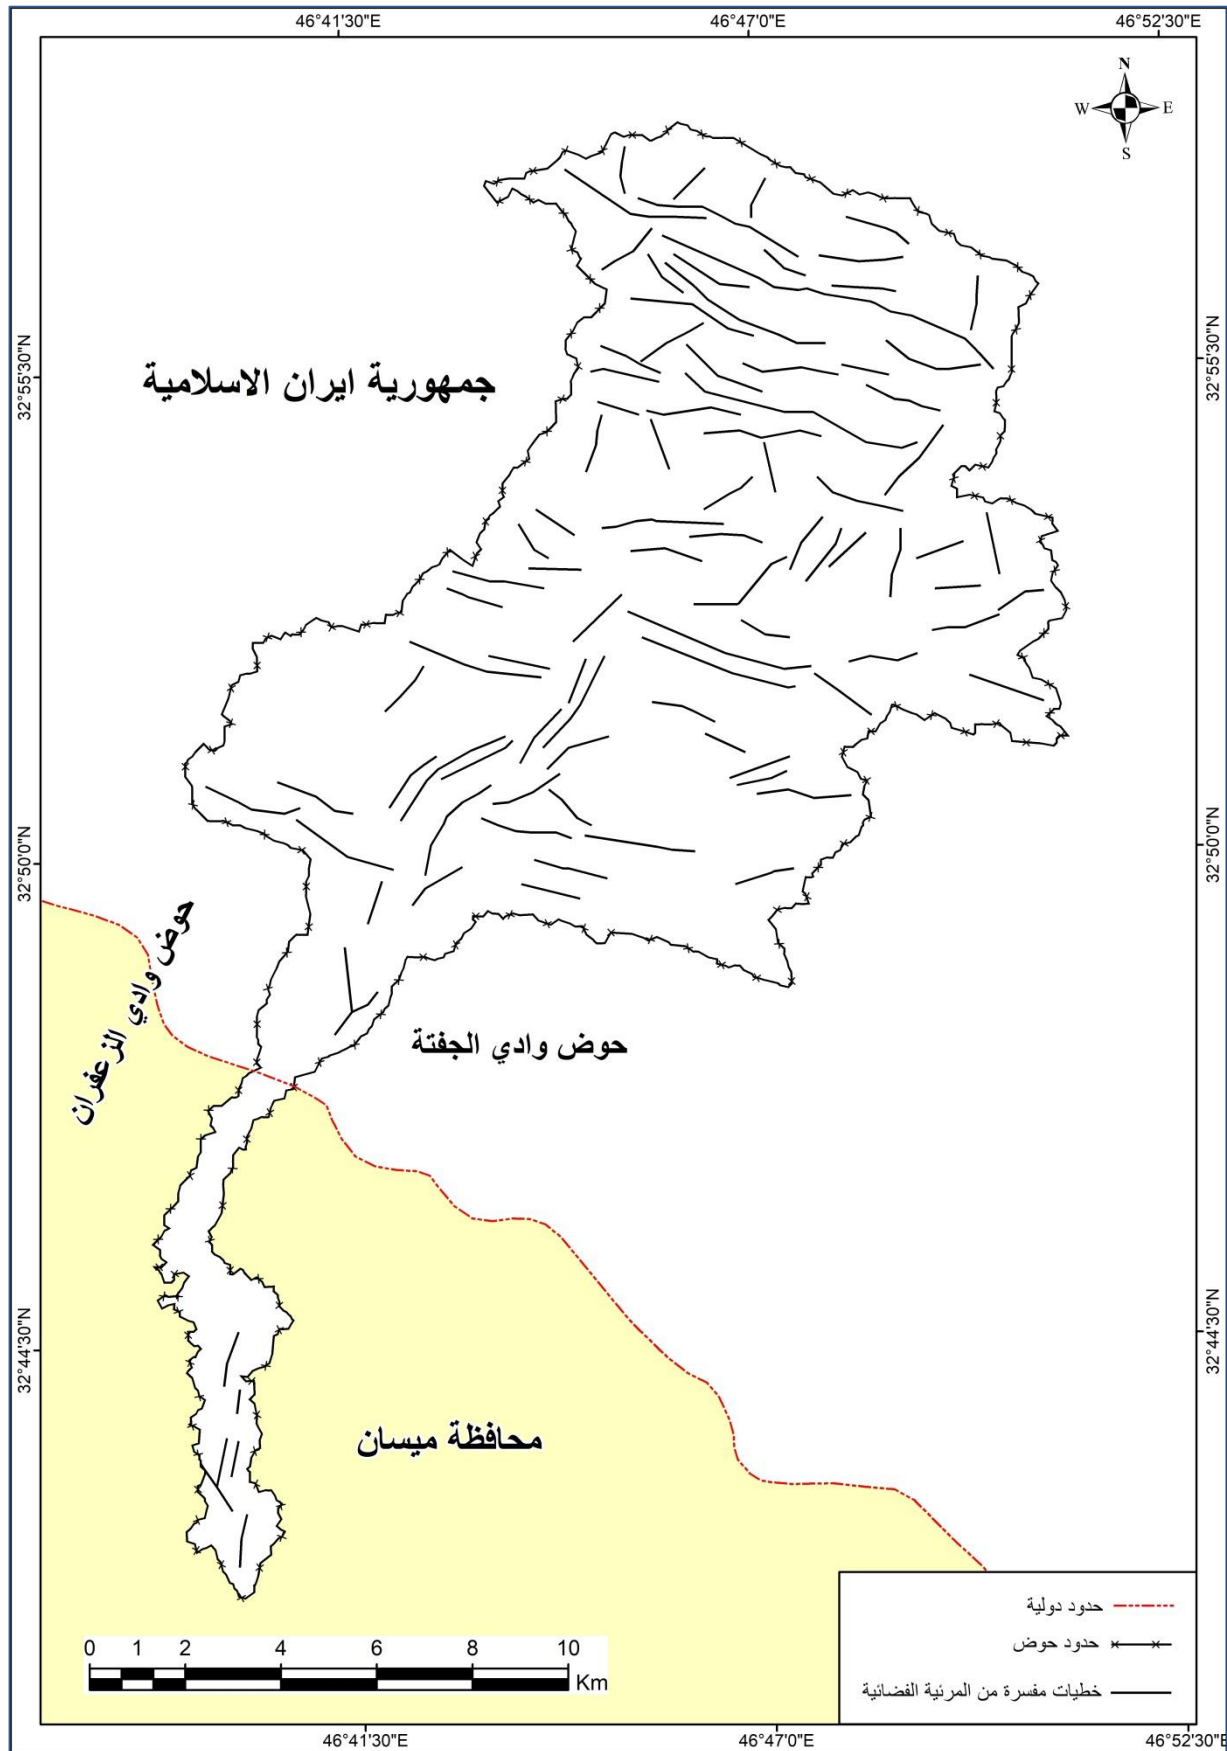 46°41'30"E
46°47'0"E
46°52'30"E
N
W
E
S
32°55'30"N
32°55'30"N
جمهورية ايران الاسلامية
32°50'0"N
32°50'0"N
حوض وادي الزعفران
حوض وادي الجفتة
32°44'30"N
32°44'30"N
محافظة ميسان
حدود دولية
حدود حوض
خطيات مفسرة من المرئية الفضائية
0 1 2 4 6 8 10
Km
46°41'30"E
46°47'0"E
46°52'30"E